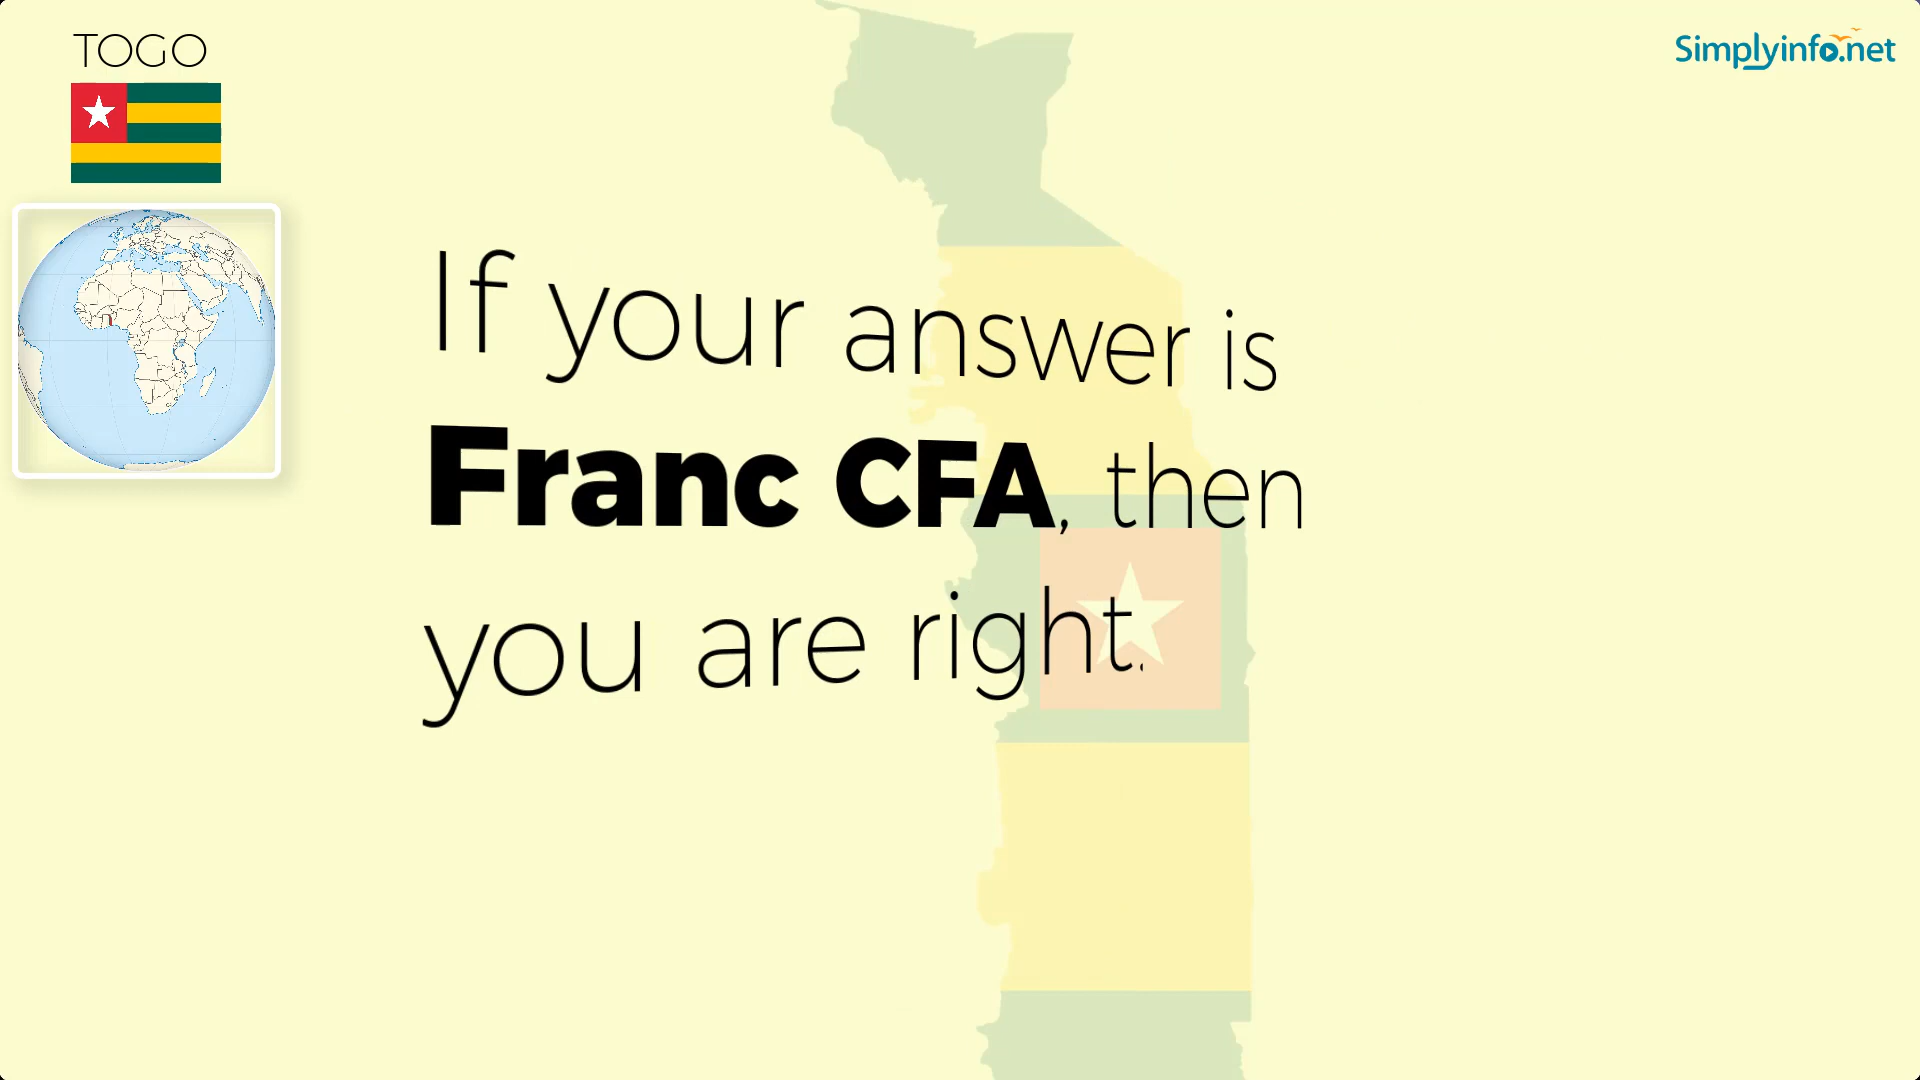 TOGO
Simplyinfo.net
If your answer is
Franc CFA, then
you are right.